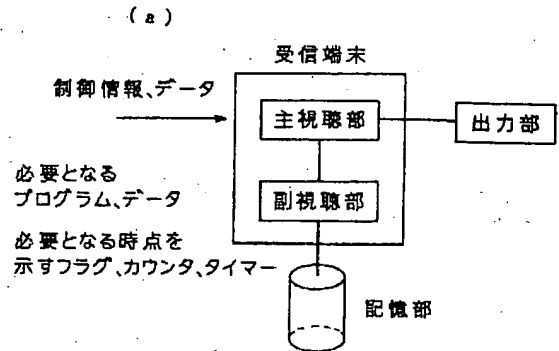 (a)
受信端末
制御情報、データ
主視聴部
出力部
必要となる
プログラム、データ
副視聴部
必要となる時点を
示すフラグ、カウンタ、タイマー
記憶部